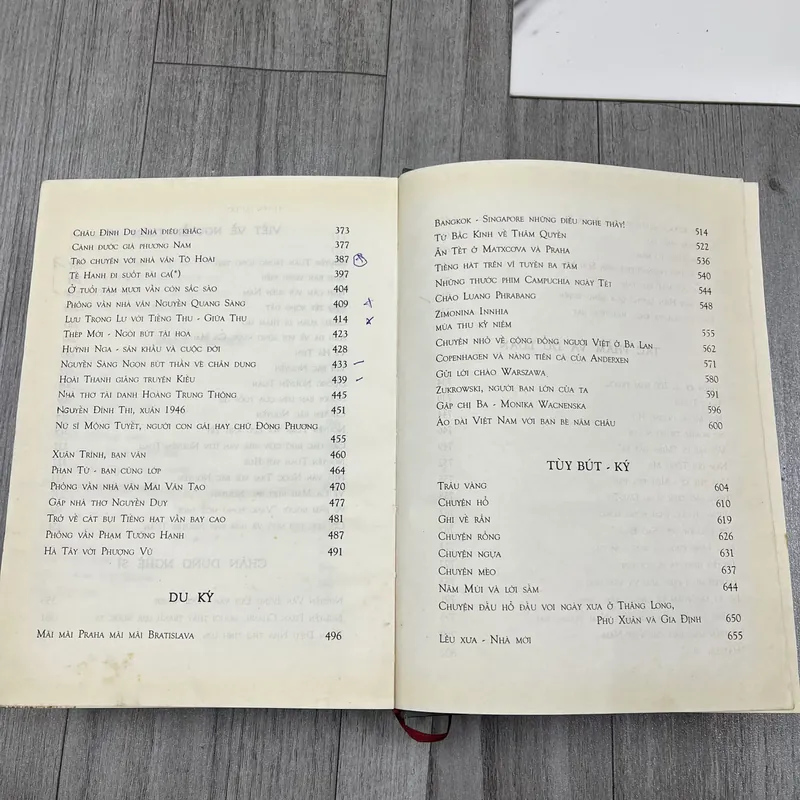 Châu Đình Du Nhà điêu khắc 373
Cánh đước già phương Nam 377
Trò chuyện với nhà văn Tô Hoài 387
Tế Hanh đi suốt bài ca(*) 397
Ở tuổi tám mươi vẫn còn sắc sảo 404
Phỏng vấn nhà văn Nguyễn Quang Sáng 409
Lưu Trọng Lư với Tiếng Thu - Giữa Thu 414
Thép Mới - Ngòi bút tài hoa 423
Huỳnh Nga - sân khấu và cuộc đời 428
Nguyễn Sáng Ngòn bút thần vẽ chân dung 433
Hoài Thanh giảng truyện Kiều 439
Nhà thơ tài danh Hoàng Trung Thông 445
Nguyễn Đình Thi, xuân 1946 451
Nữ sĩ Mộng Tuyết, người con gái hay chữ Đông Phương
455
Xuân Trình, bạn văn 460
Phan Tứ - bạn cùng lớp 464
Phỏng vấn nhà văn Mai Văn Tạo 470
Gặp nhà thơ Nguyễn Duy 477
Trở về cát bụi Tiếng hát vẫn bay cao 481
Phỏng vấn Phạm Tường Hạnh 487
Hà Tây với Phượng Vũ 491
DU KÝ
Mãi mãi Praha mãi mãi Bratislava 496
Bangkok - Singapore những điều nghe thấy! 514
Từ Bắc Kinh về Thâm Quyến 522
Ăn Tết ở Matxcova và Praha 536
Tiếng hát trên vĩ tuyến ba tám 540
Những thước phim Campuchia ngày Tết 544
Chào Luang Phrabang 548
Zimonina Innhia
mùa thu kỷ niệm 555
Chuyện nhỏ về cộng đồng người Việt ở Ba Lan 562
Copenhagen và nàng tiên cá của Anderxen 571
Gửi lời chào Warszawa 580
Żukrowski, người bạn lớn của ta 591
Gặp chị Ba - Monika Wacnenska 596
Áo dài Việt Nam với bạn bè năm châu 600
TÙY BÚT - KÝ
Trâu vàng 604
Chuyện hổ 610
Ghi về rắn 619
Chuyện rồng 626
Chuyện ngựa 631
Chuyện mèo 637
Năm Mùi và lời sấm 644
Chuyện đấu hổ đấu voi ngày xưa ở Thăng Long,
Phú Xuân và Gia Định 650
Lều xưa - Nhà mới 655